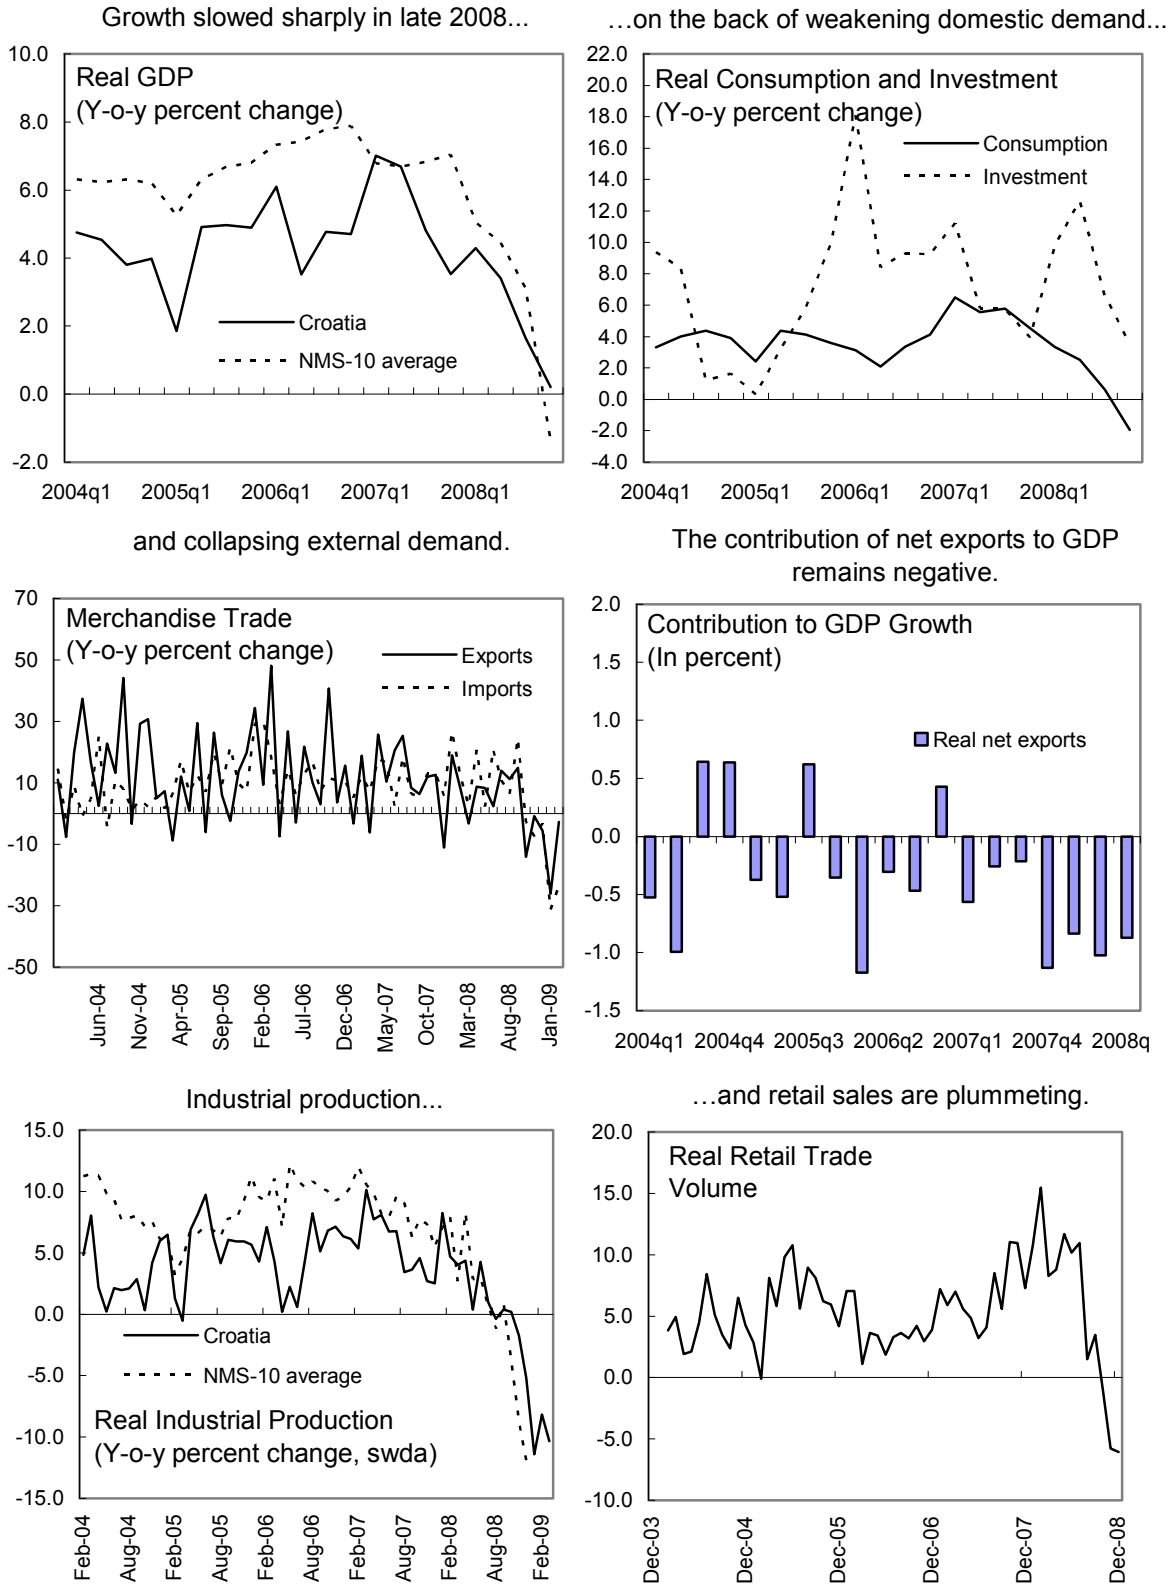 Growth slowed sharply in late 2008...
10.0
8.0
6.0
4.0
2.0
0.0
-2.0
Real GDP
(Y-o-y percent change)
Croatia
NMS-10 average
2004q1 2005q1 2006q1 2007q1 2008q1
…on the back of weakening domestic demand...
22.0
20.0
18.0
16.0
14.0
12.0
10.0
8.0
6.0
4.0
2.0
0.0
-2.0
-4.0
Real Consumption and Investment
(Y-o-y percent change)
Consumption
Investment
2004q1 2005q1 2006q1 2007q1 2008q1
and collapsing external demand.
70
50
30
10
-10
-30
-50
Merchandise Trade
(Y-o-y percent change)
Exports
Imports
Jun-04
Nov-04
Apr-05
Sep-05
Feb-06
Jul-06
Dec-06
May-07
Oct-07
Mar-08
Aug-08
Jan-09
The contribution of net exports to GDP
remains negative.
2.0
1.5
1.0
0.5
0.0
-0.5
-1.0
-1.5
Contribution to GDP Growth
(In percent)
Real net exports
2004q1 2004q4 2005q3 2006q2 2007q1 2007q4 2008q
Industrial production...
15.0
10.0
5.0
0.0
-5.0
-10.0
-15.0
Croatia
NMS-10 average
Real Industrial Production
(Y-o-y percent change, swda)
Feb-04
Aug-04
Feb-05
Aug-05
Feb-06
Aug-06
Feb-07
Aug-07
Feb-08
Aug-08
Feb-09
…and retail sales are plummeting.
20.0
15.0
10.0
5.0
0.0
-5.0
-10.0
Real Retail Trade
Volume
Dec-03
Dec-04
Dec-05
Dec-06
Dec-07
Dec-08